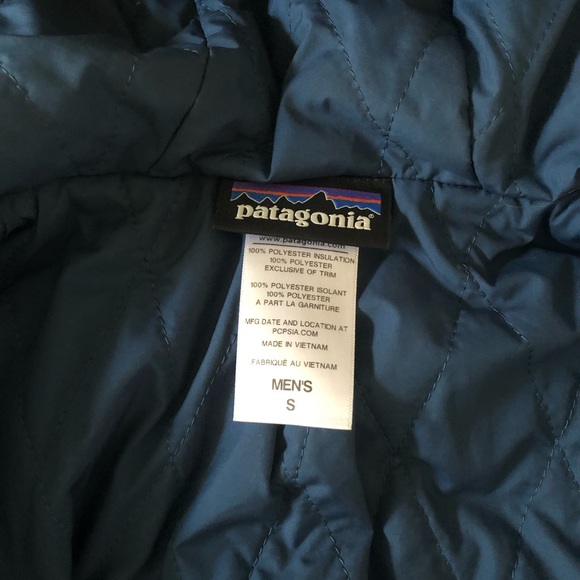 patagonia®
www.patagonia.com
100% POLYESTER INSULATION
100% POLYESTER
EXCLUSIVE OF TRIM
100% POLYESTER ISOLANT
100% POLYESTER
A PART LA GARNITURE
MFG DATE AND LOCATION AT
PCPSIA.COM
MADE IN VIETNAM
FABRIQUÉ AU VIETNAM
MEN'S
S